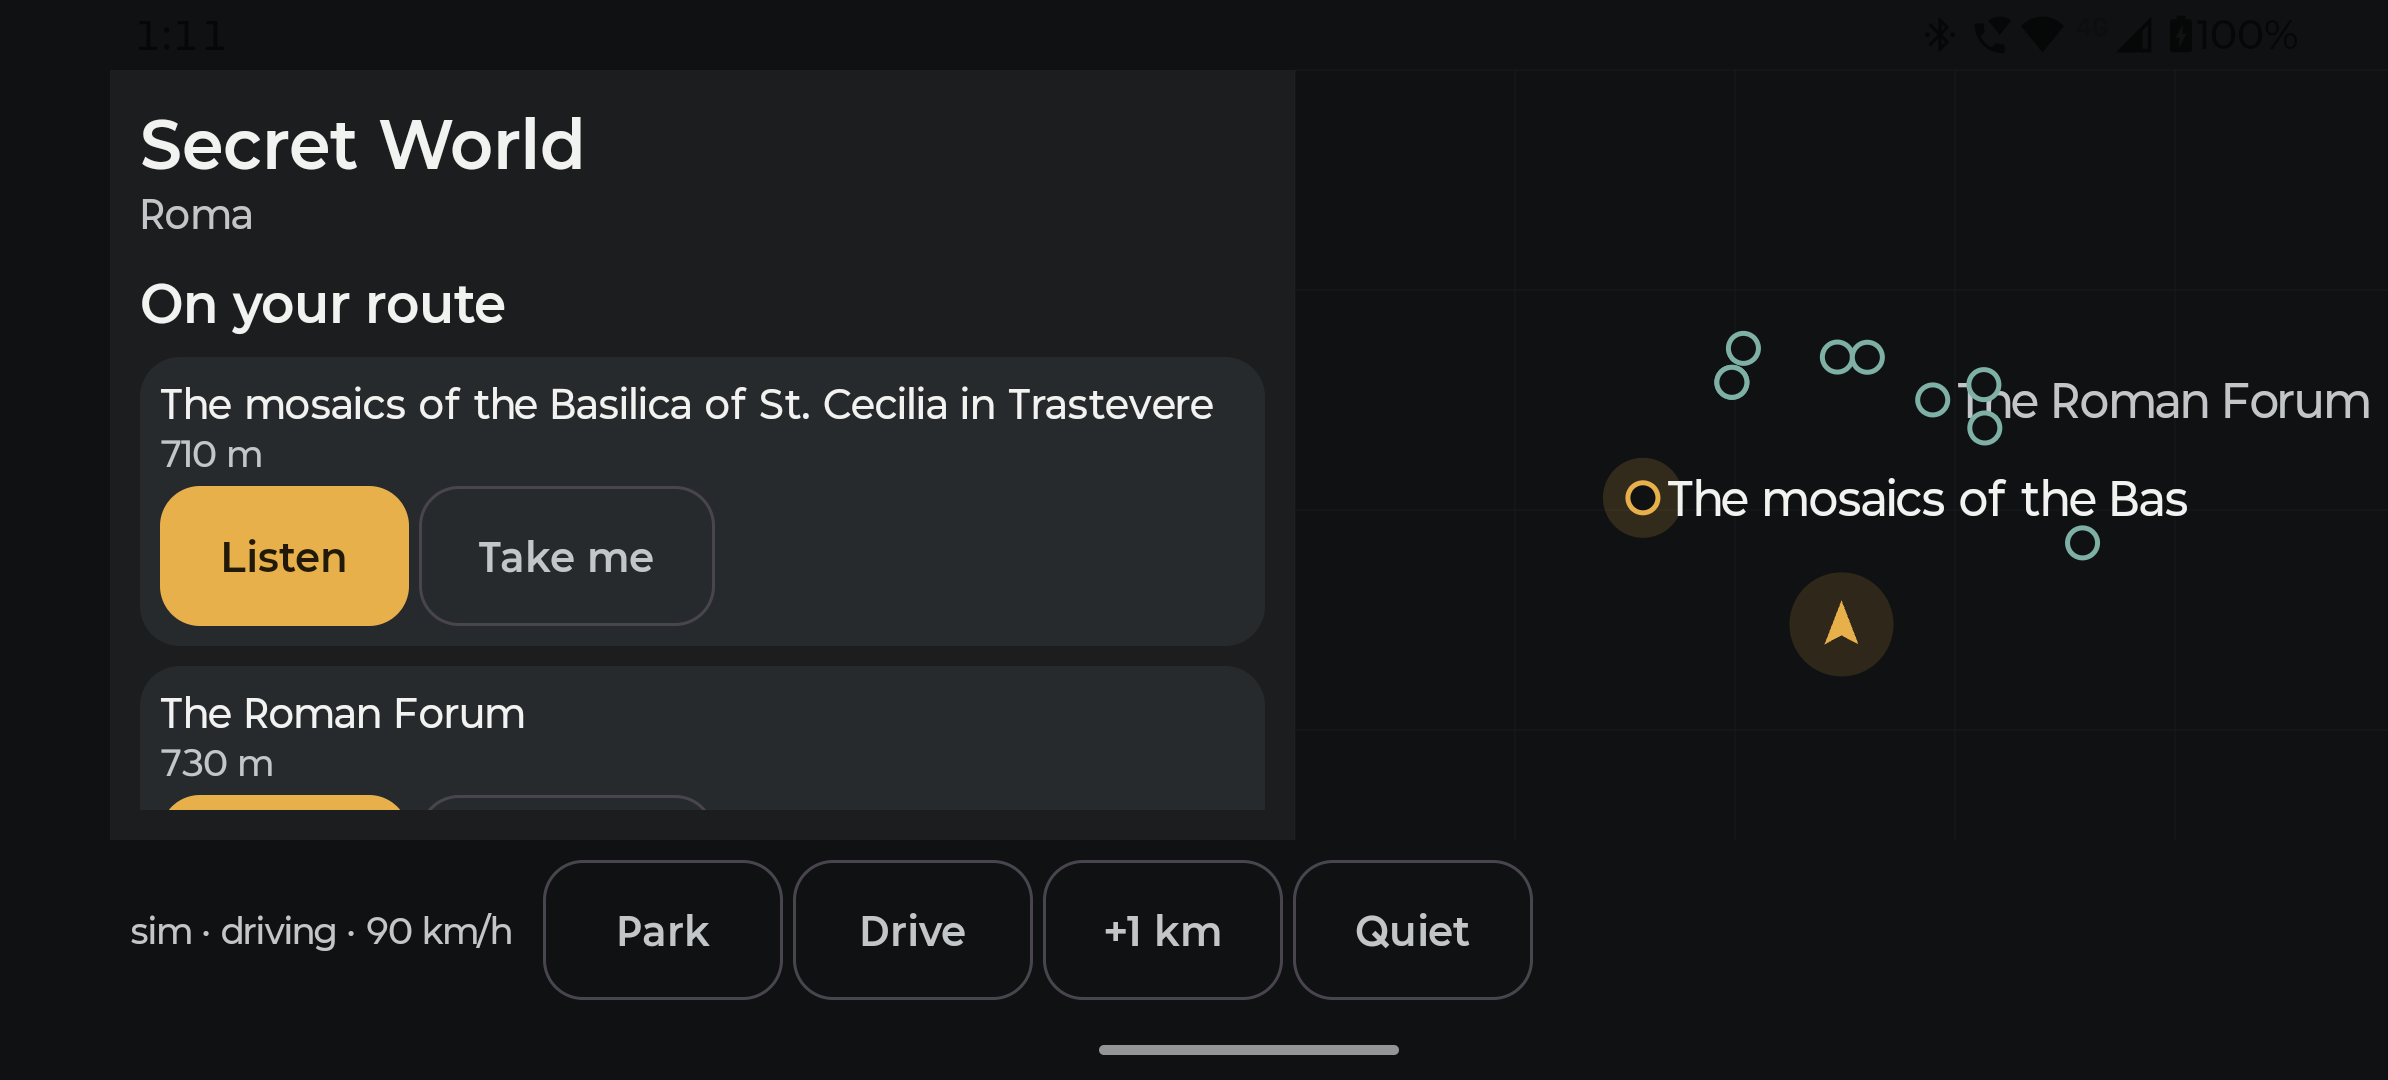 1:11
4G
100%
Secret World
Roma
On your route
The mosaics of the Basilica of St. Cecilia in Trastevere
710 m
Listen
Take me
The Roman Forum
730 m
The Roman Forum
The mosaics of the Bas
sim · driving · 90 km/h
Park
Drive
+1 km
Quiet